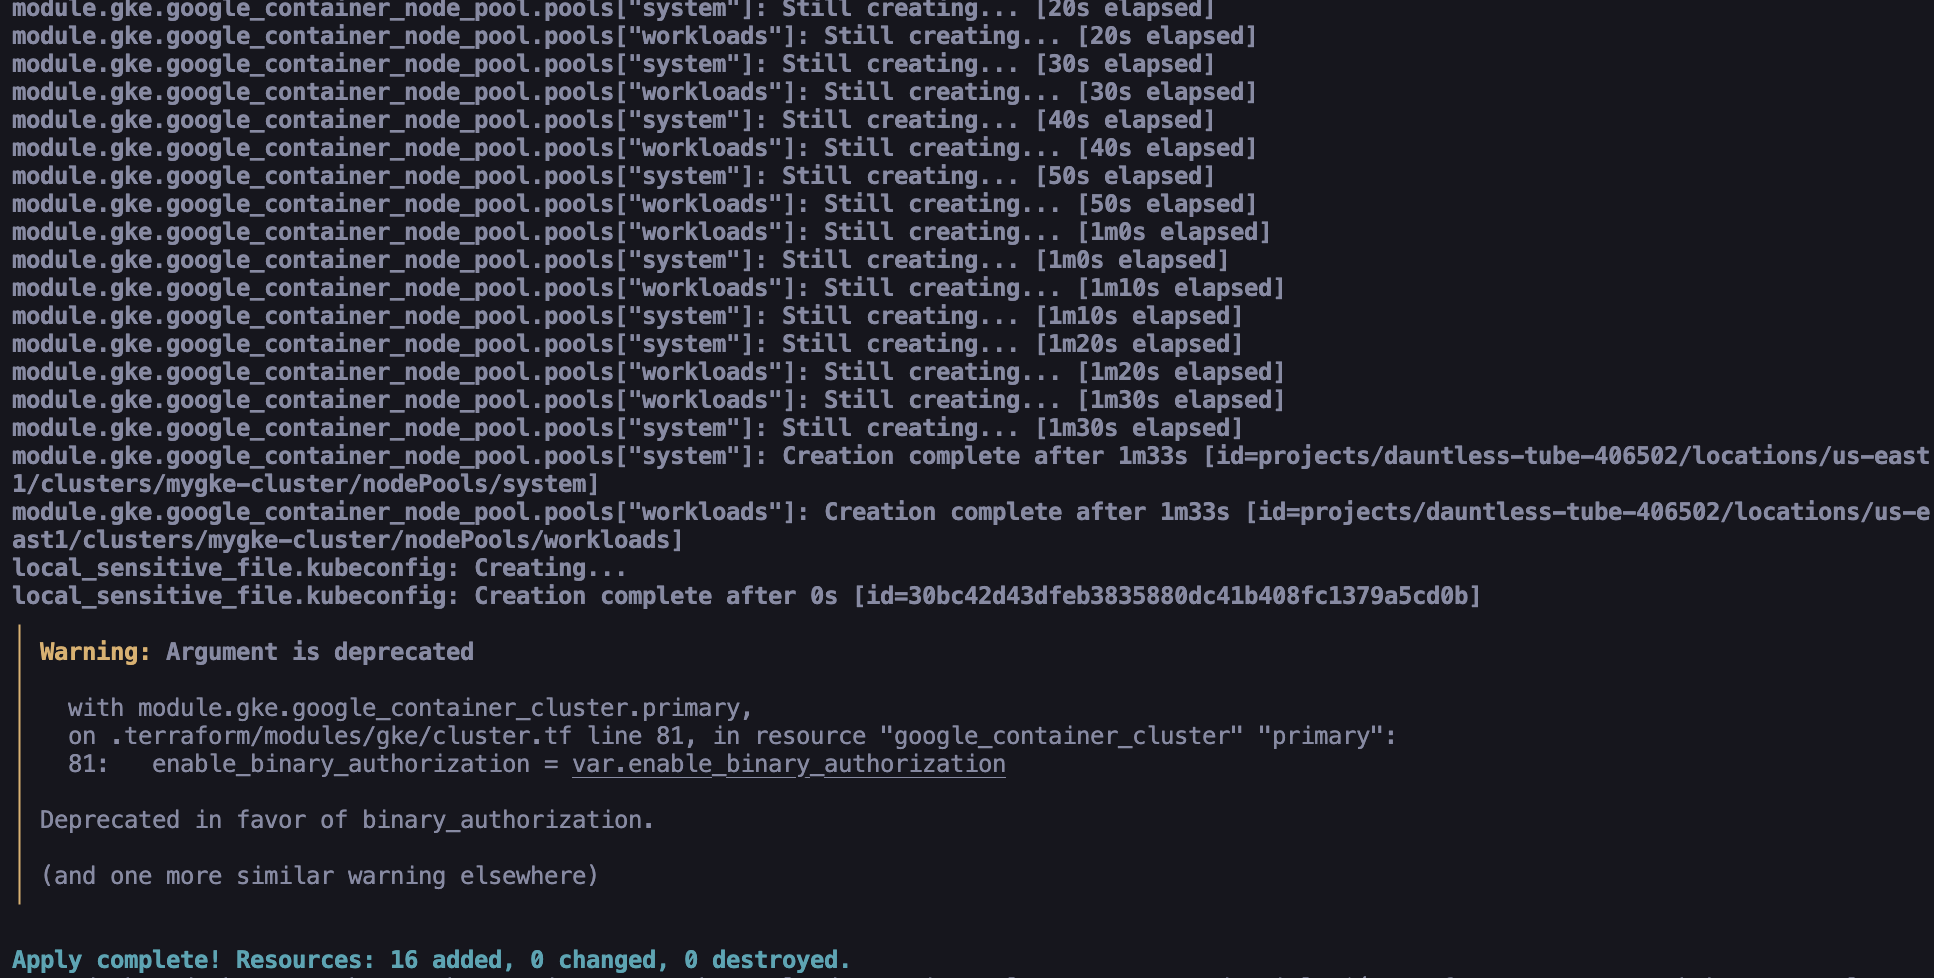 module.gke.google_container_node_pool.pools["system"]: Still creating... [20s elapsed]
module.gke.google_container_node_pool.pools["workloads"]: Still creating... [20s elapsed]
module.gke.google_container_node_pool.pools["system"]: Still creating... [30s elapsed]
module.gke.google_container_node_pool.pools["workloads"]: Still creating... [30s elapsed]
module.gke.google_container_node_pool.pools["system"]: Still creating... [40s elapsed]
module.gke.google_container_node_pool.pools["workloads"]: Still creating... [40s elapsed]
module.gke.google_container_node_pool.pools["system"]: Still creating... [50s elapsed]
module.gke.google_container_node_pool.pools["workloads"]: Still creating... [50s elapsed]
module.gke.google_container_node_pool.pools["workloads"]: Still creating... [1m0s elapsed]
module.gke.google_container_node_pool.pools["system"]: Still creating... [1m0s elapsed]
module.gke.google_container_node_pool.pools["workloads"]: Still creating... [1m10s elapsed]
module.gke.google_container_node_pool.pools["system"]: Still creating... [1m10s elapsed]
module.gke.google_container_node_pool.pools["system"]: Still creating... [1m20s elapsed]
module.gke.google_container_node_pool.pools["workloads"]: Still creating... [1m20s elapsed]
module.gke.google_container_node_pool.pools["workloads"]: Still creating... [1m30s elapsed]
module.gke.google_container_node_pool.pools["system"]: Still creating... [1m30s elapsed]
module.gke.google_container_node_pool.pools["system"]: Creation complete after 1m33s [id=projects/dauntless-tube-406502/locations/us-east
1/clusters/mygke-cluster/nodePools/system]
module.gke.google_container_node_pool.pools["workloads"]: Creation complete after 1m33s [id=projects/dauntless-tube-406502/locations/us-e
ast1/clusters/mygke-cluster/nodePools/workloads]
local_sensitive_file.kubeconfig: Creating...
local_sensitive_file.kubeconfig: Creation complete after 0s [id=30bc42d43dfeb3835880dc41b408fc1379a5cd0b]
Warning: Argument is deprecated
with module.gke.google_container_cluster.primary,
on .terraform/modules/gke/cluster.tf line 81, in resource "google_container_cluster" "primary":
81:   enable_binary_authorization = var.enable_binary_authorization
Deprecated in favor of binary_authorization.
(and one more similar warning elsewhere)
Apply complete! Resources: 16 added, 0 changed, 0 destroyed.